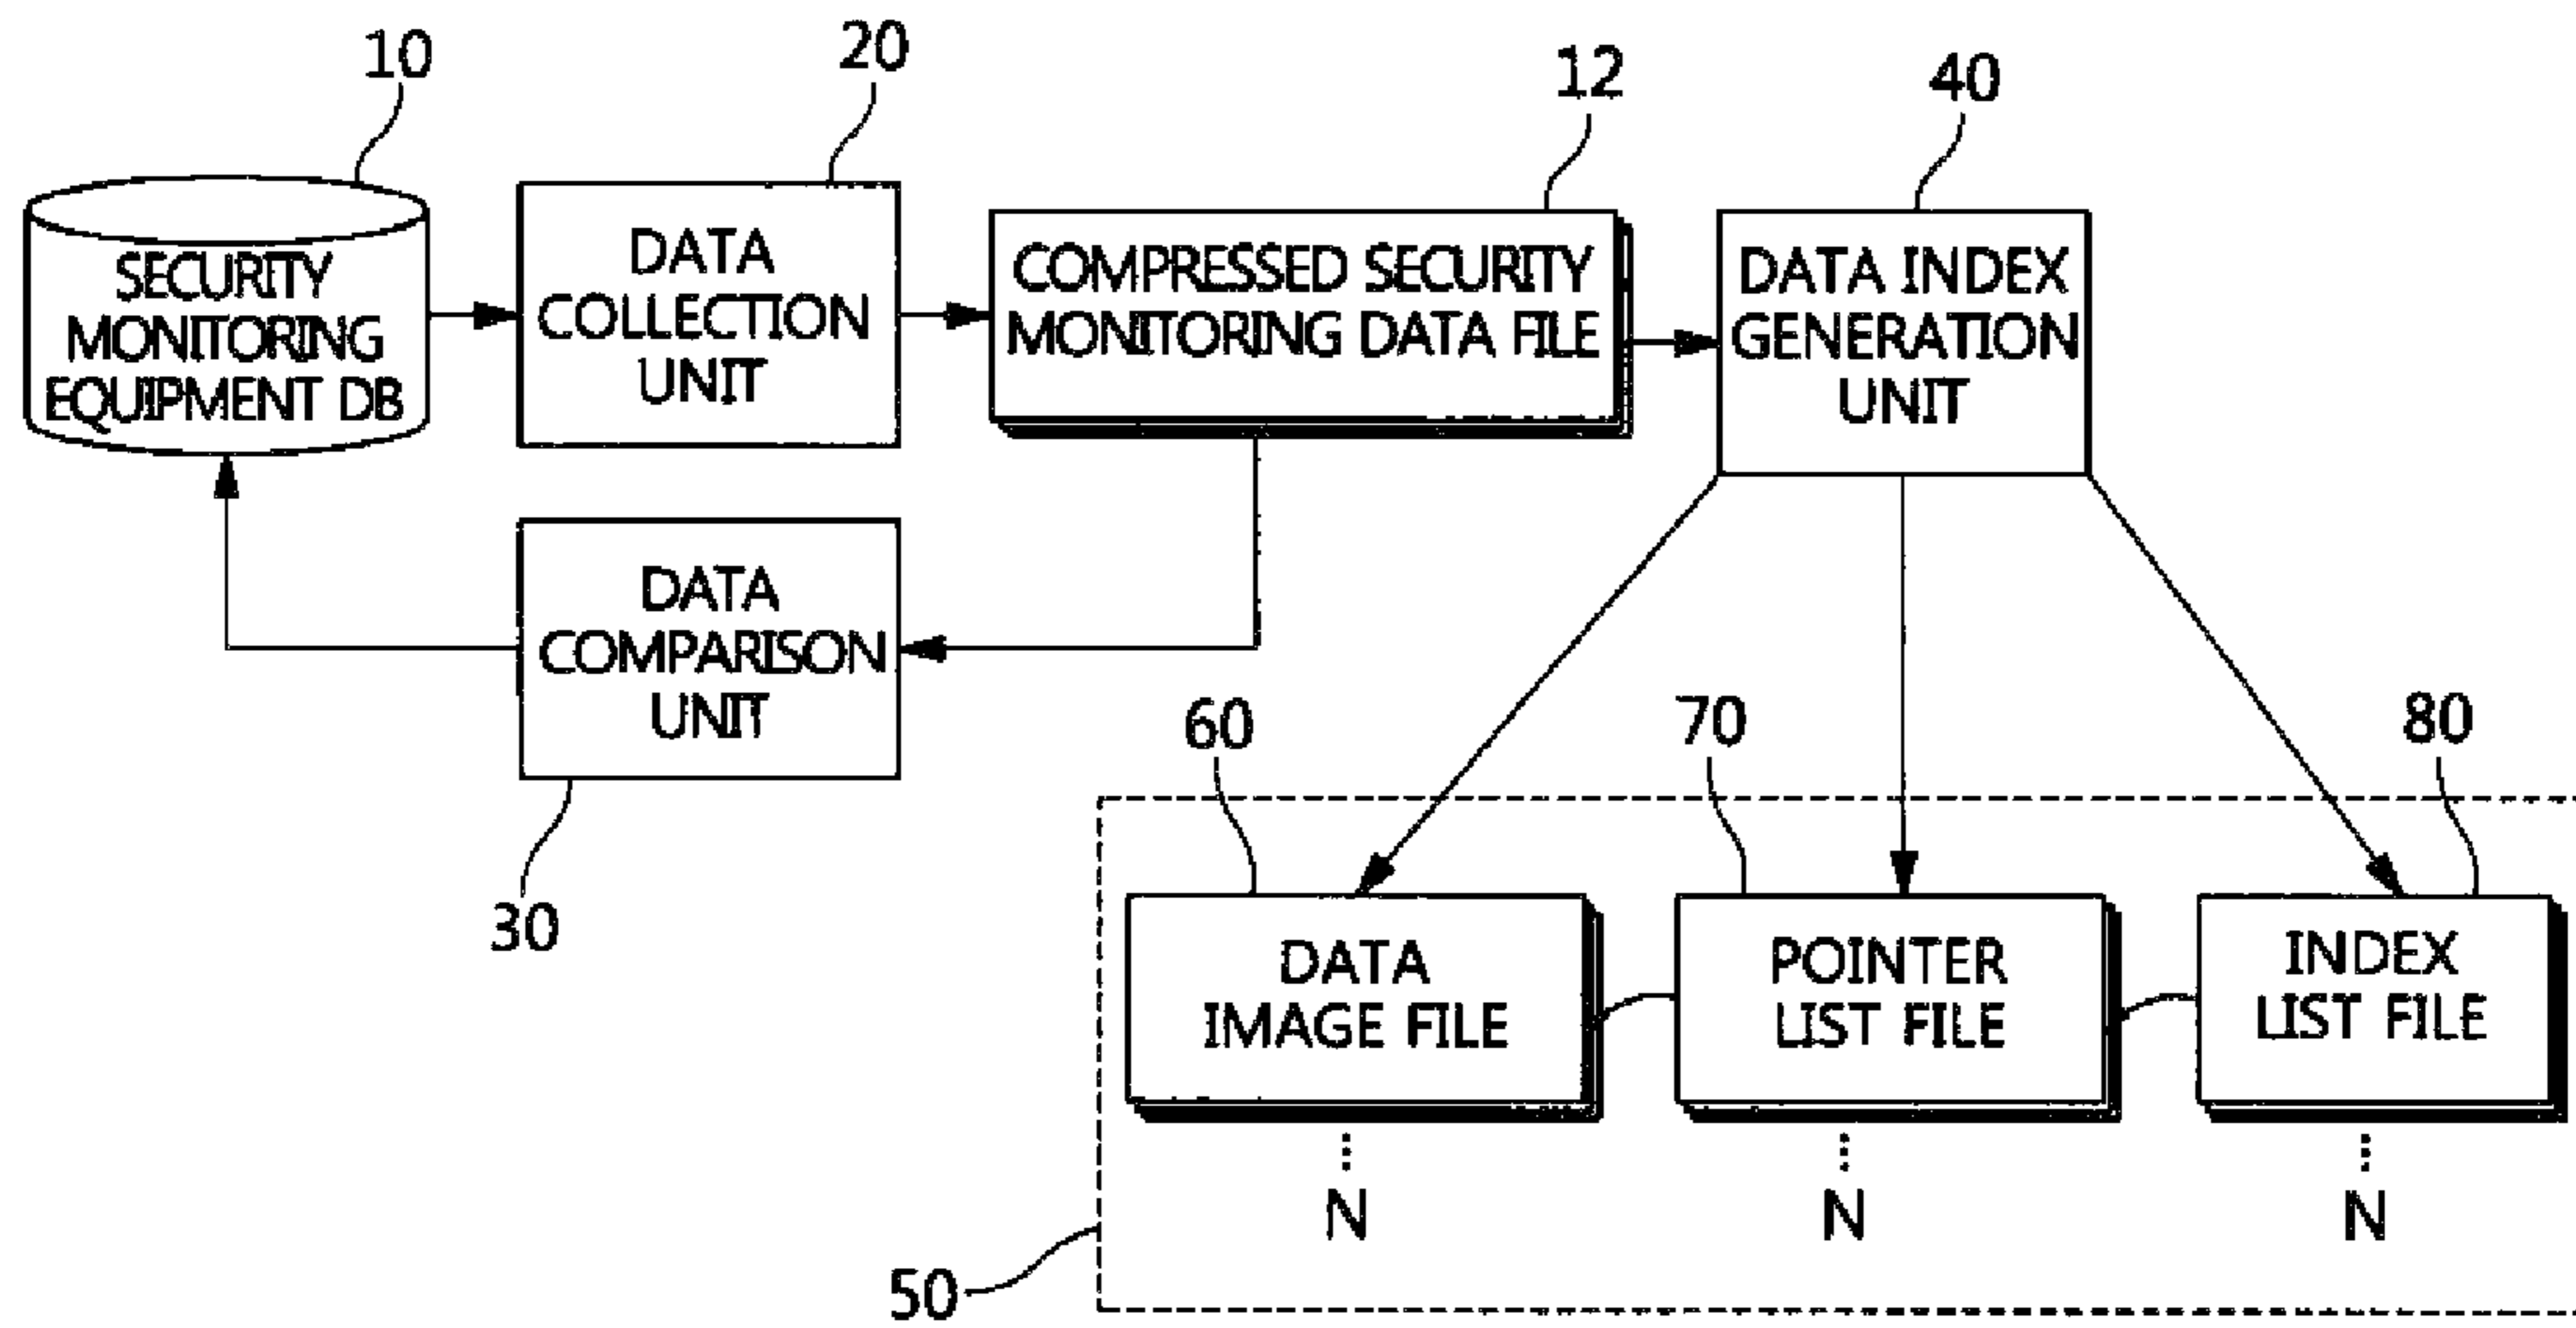 10
20
12
40
SECURITY
MONITORING
EQUIPMENT DB
DATA
COLLECTION
UNIT
COMPRESSED SECURITY
MONITORING DATA FILE
DATA INDEX
GENERATION
UNIT
DATA
COMPARISON
UNIT
30
60
70
80
DATA
IMAGE FILE
POINTER
LIST FILE
INDEX
LIST FILE
N
N
N
50